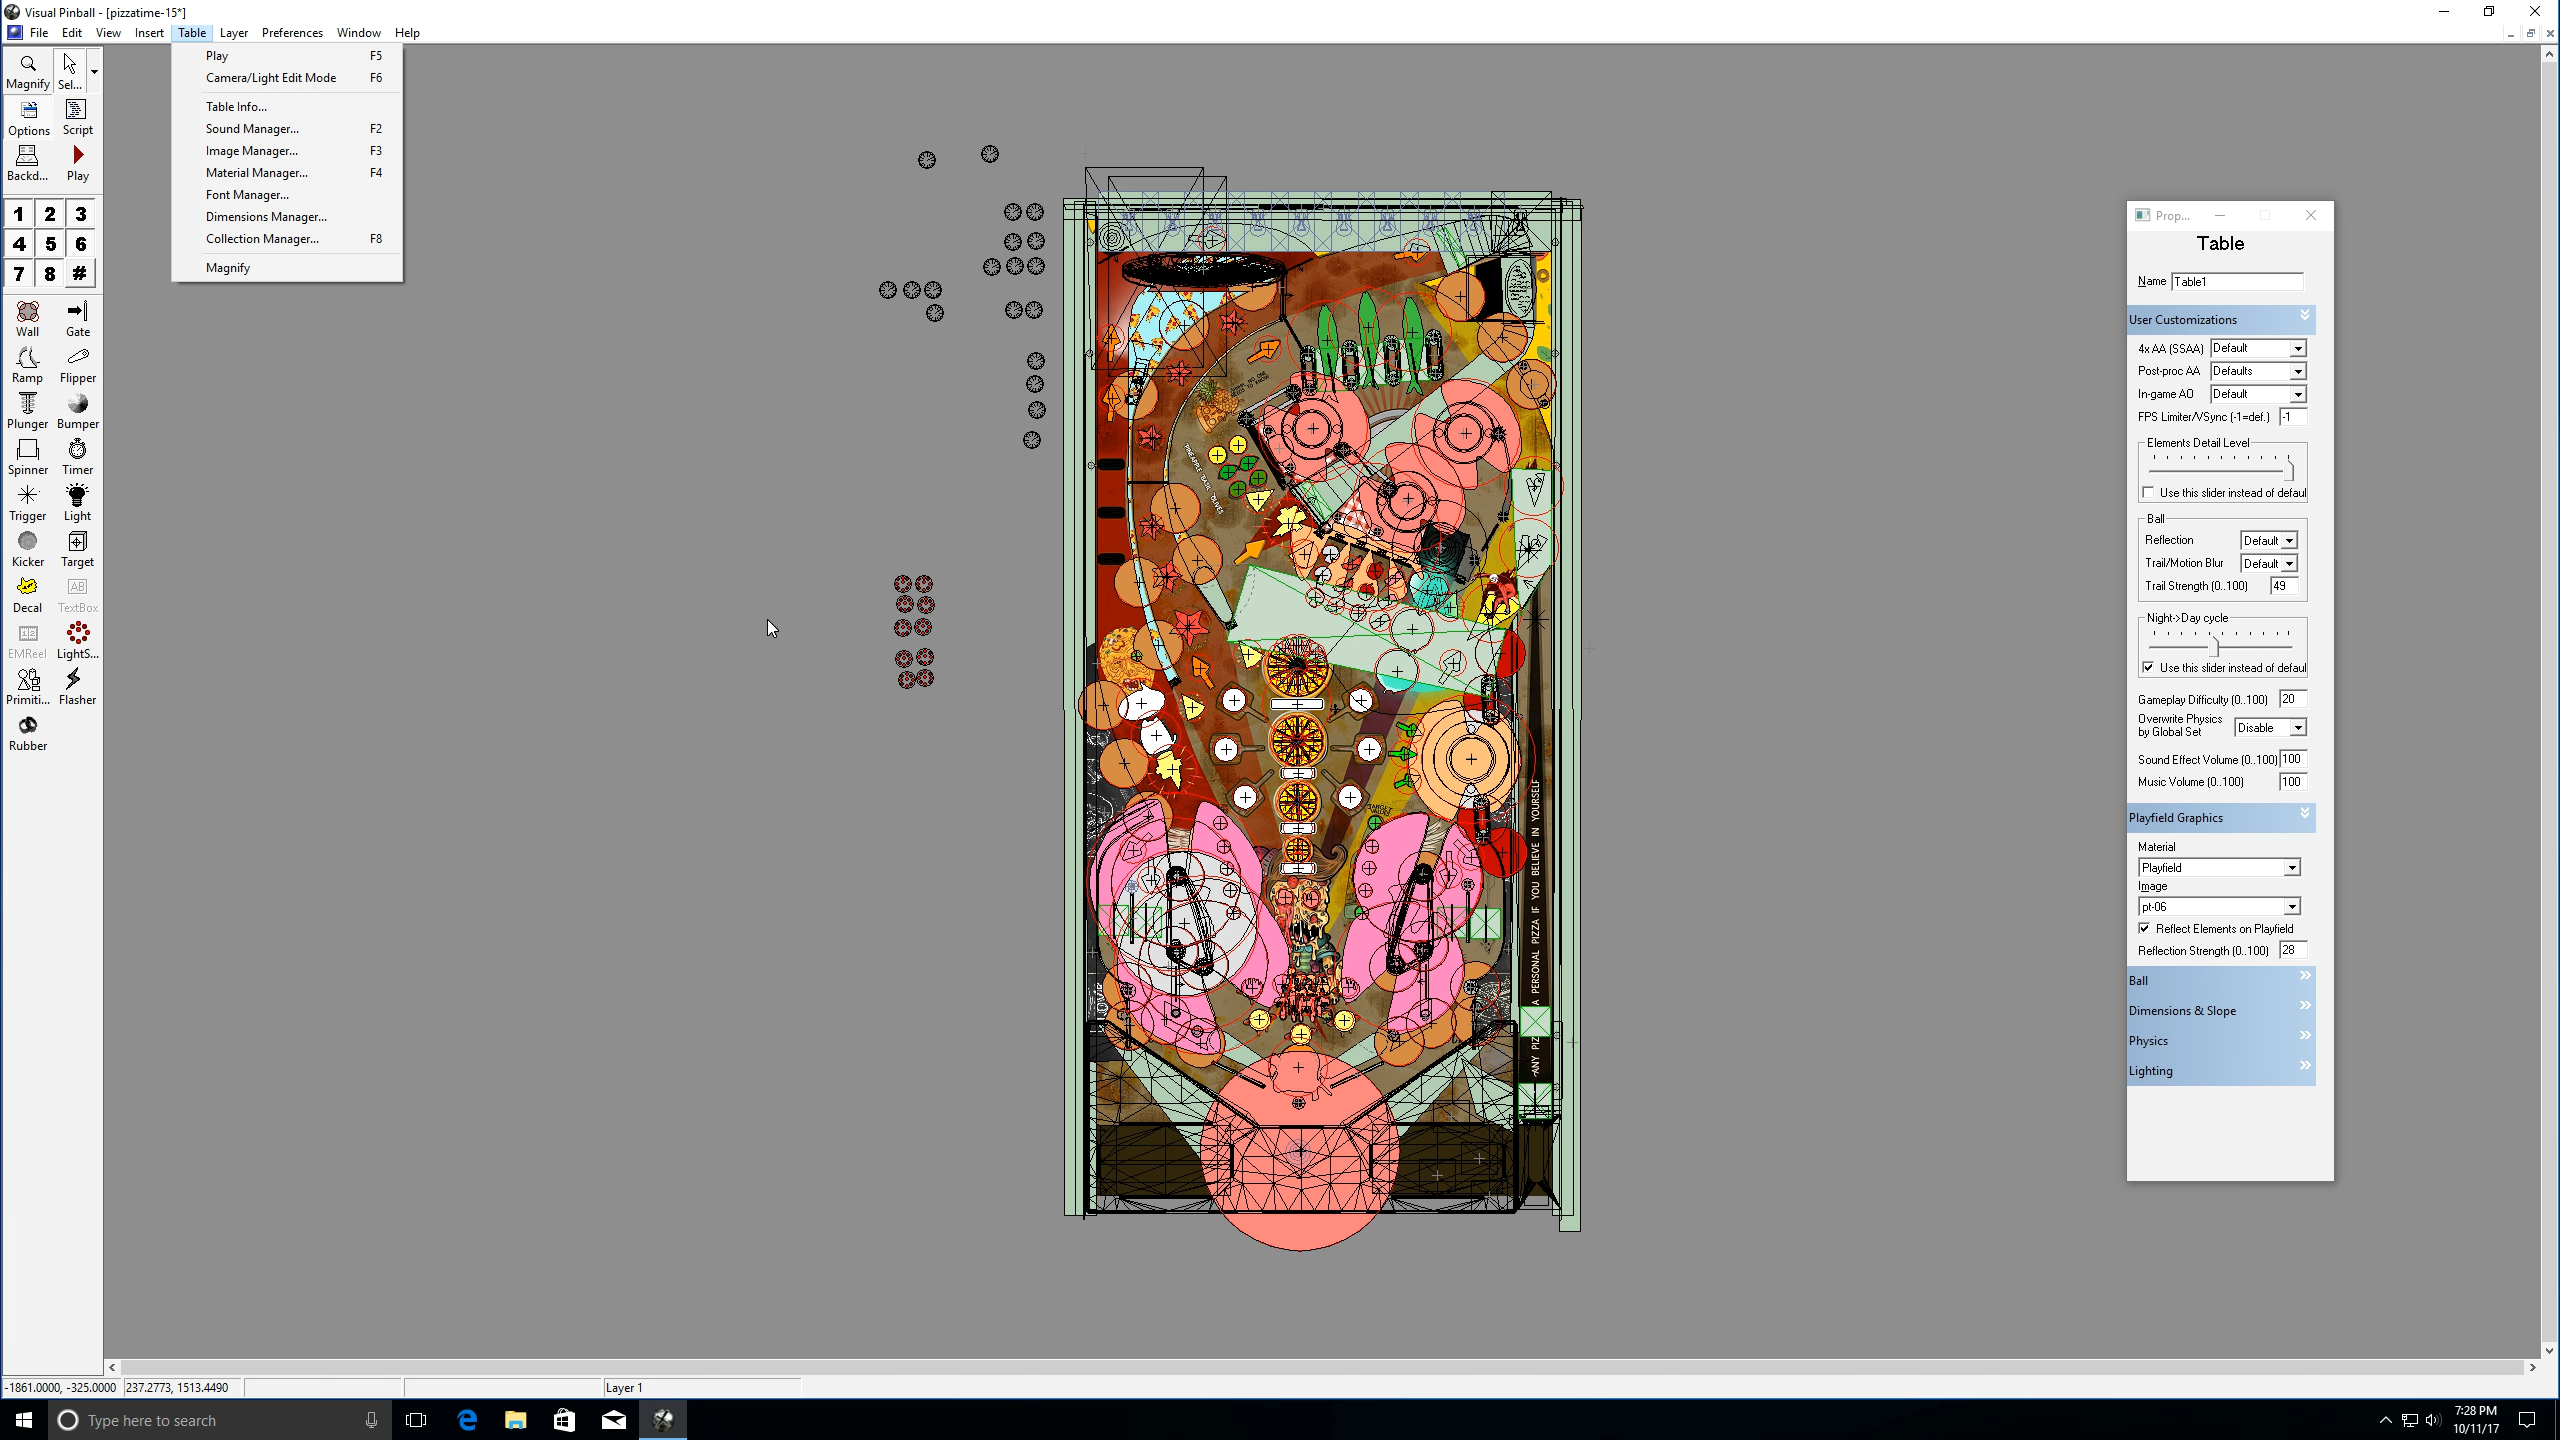 Visual Pinball - [pizzatime-15*]
File Edit View Insert Table Layer Preferences Window Help
Magnify Sel...
Options Script
Backd... Play
1 2 3
4 5 6
7 8 #
Wall Gate
Ramp Flipper
Plunger Bumper
Spinner Timer
Trigger Light
Kicker Target
Decal TextBox
EMReel LightS...
Primiti... Flasher
Rubber
Play F5
Camera/Light Edit Mode F6
Table Info...
Sound Manager... F2
Image Manager... F3
Material Manager... F4
Font Manager...
Dimensions Manager...
Collection Manager... F8
Magnify
ANY PIZ A PERSONAL PIZZA IF YOU BELIEVE IN YOURSELF
TARGET
VALUE
LOVE
Prop...
Table
Name Table1
User Customizations
4x AA (SSAA) Default
Post-proc AA Defaults
In-game AO Default
FPS Limiter/VSync (-1=def.) -1
Elements Detail Level
Use this slider instead of defaul
Ball
Reflection Default
Trail/Motion Blur Default
Trail Strength (0..100) 49
Night->Day cycle
Use this slider instead of defaul
Gameplay Difficulty (0..100) 20
Overwrite Physics
by Global Set Disable
Sound Effect Volume (0..100) 100
Music Volume (0..100) 100
Playfield Graphics
Material
Playfield
Image
pt-06
Reflect Elements on Playfield
Reflection Strength (0..100) 28
Ball
Dimensions & Slope
Physics
Lighting
-1861.0000, -325.0000 237.2773, 1513.4490 Layer 1
Type here to search
7:28 PM
10/11/17